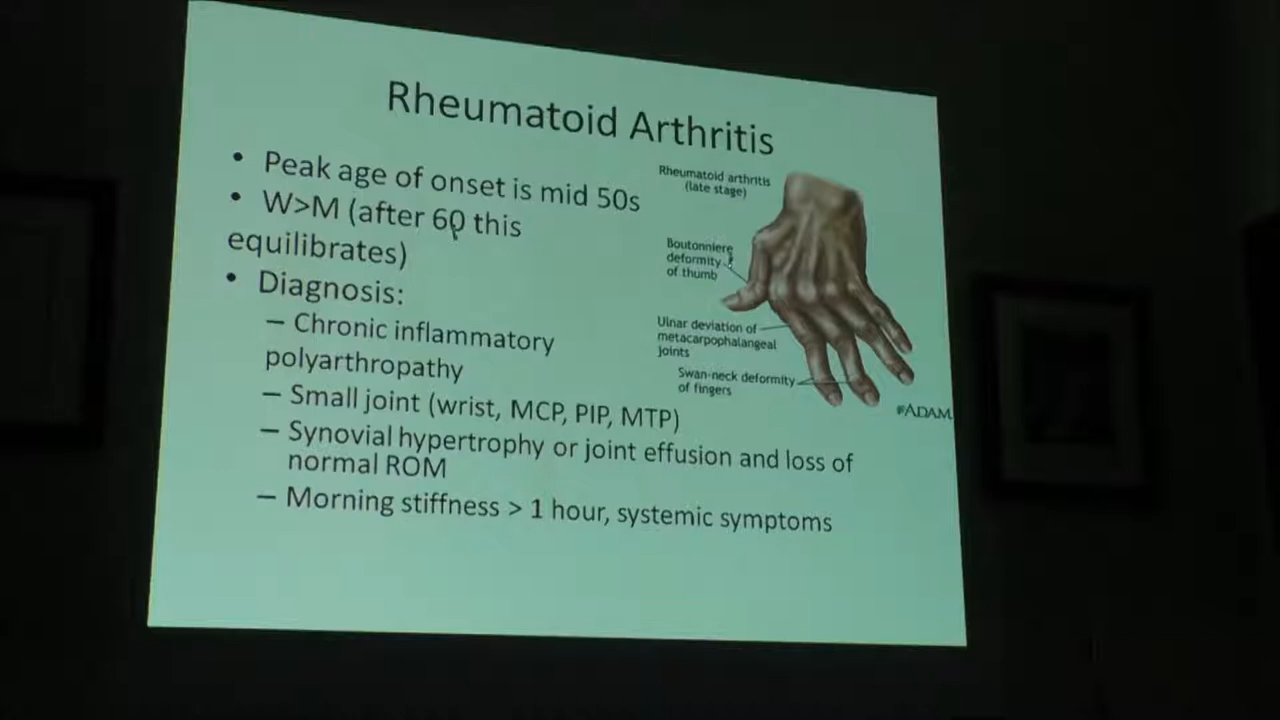 Rheumatoid Arthritis
• Peak age of onset is mid 50s
• W>M (after 60 this
equilibrates)
• Diagnosis:
– Chronic inflammatory
polyarthropathy
– Small joint (wrist, MCP, PIP, MTP)
– Synovial hypertrophy or joint effusion and loss of
normal ROM
– Morning stiffness > 1 hour, systemic symptoms
Rheumatoid arthritis
(late stage)
Boutonniere
deformity
of thumb
Ulnar deviation of
metacarpophalangeal
joints
Swan-neck deformity
of fingers
ADAM